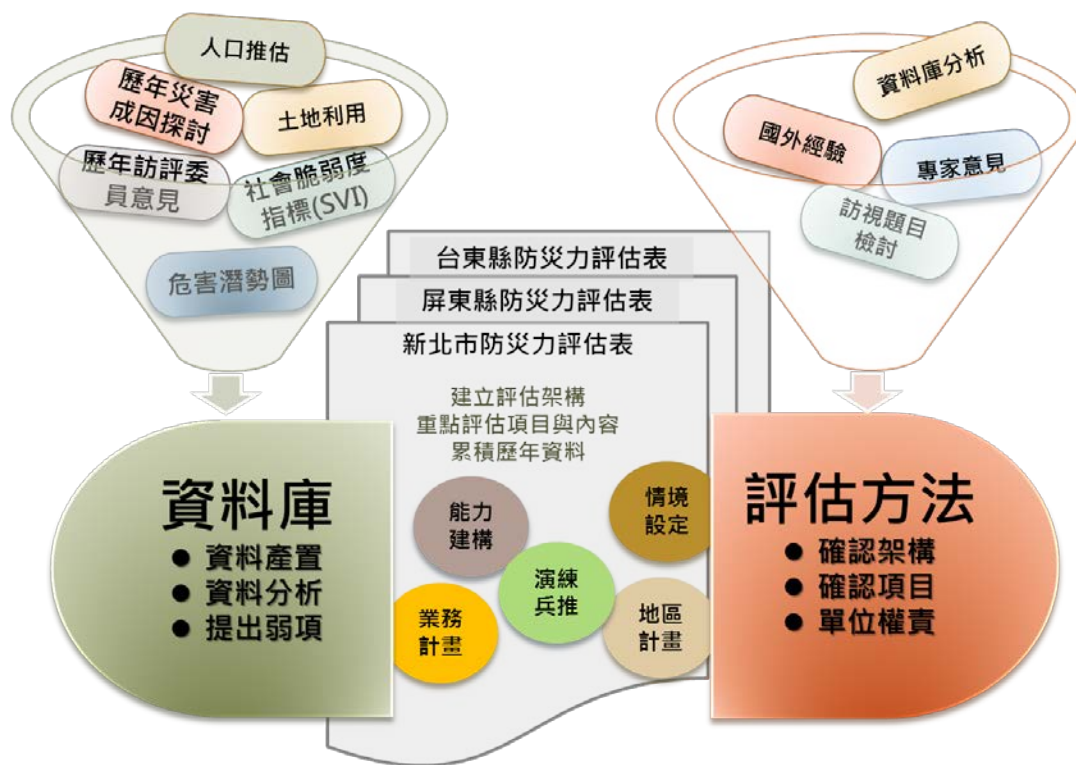 人口推估
歷年災害
成因探討
土地利用
歷年訪評委
員意見
社會脆弱度
指標(SVI)
危害潛勢圖
資料庫分析
國外經驗
專家意見
訪視題目
檢討
台東縣防災力評估表
屏東縣防災力評估表
新北市防災力評估表
建立評估架構
重點評估項目與內容
累積歷年資料
能力
建構
情境
設定
演練
兵推
業務
計畫
地區
計畫
資料庫
● 資料產置
● 資料分析
● 提出弱項
評估方法
● 確認架構
● 確認項目
● 單位權責